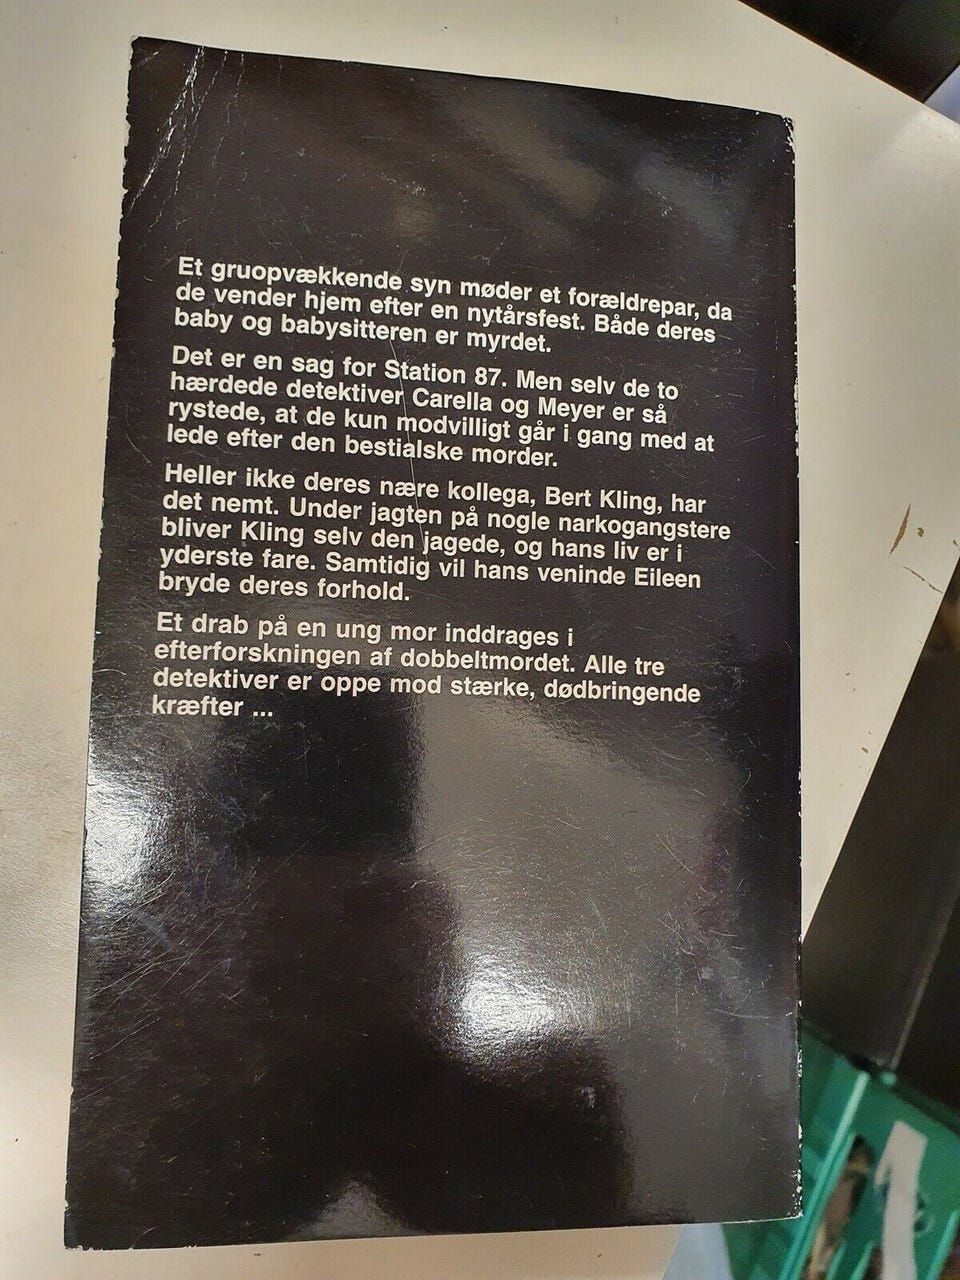 Et gruopvækkende syn møder et forældrepar, da
de vender hjem efter en nytårsfest. Både deres
baby og babysitteren er myrdet.
Det er en sag for Station 87. Men selv de to
hærdede detektiver Carella og Meyer er så
rystede, at de kun modvilligt går i gang med at
lede efter den bestialske morder.
Heller ikke deres nære kollega, Bert Kling, har
det nemt. Under jagten på nogle narkogangstere
bliver Kling selv den jagede, og hans liv er i
yderste fare. Samtidig vil hans veninde Eileen
bryde deres forhold.
Et drab på en ung mor inddrages i
efterforskningen af dobbeltmordet. Alle tre
detektiver er oppe mod stærke, dødbringende
kræfter ...